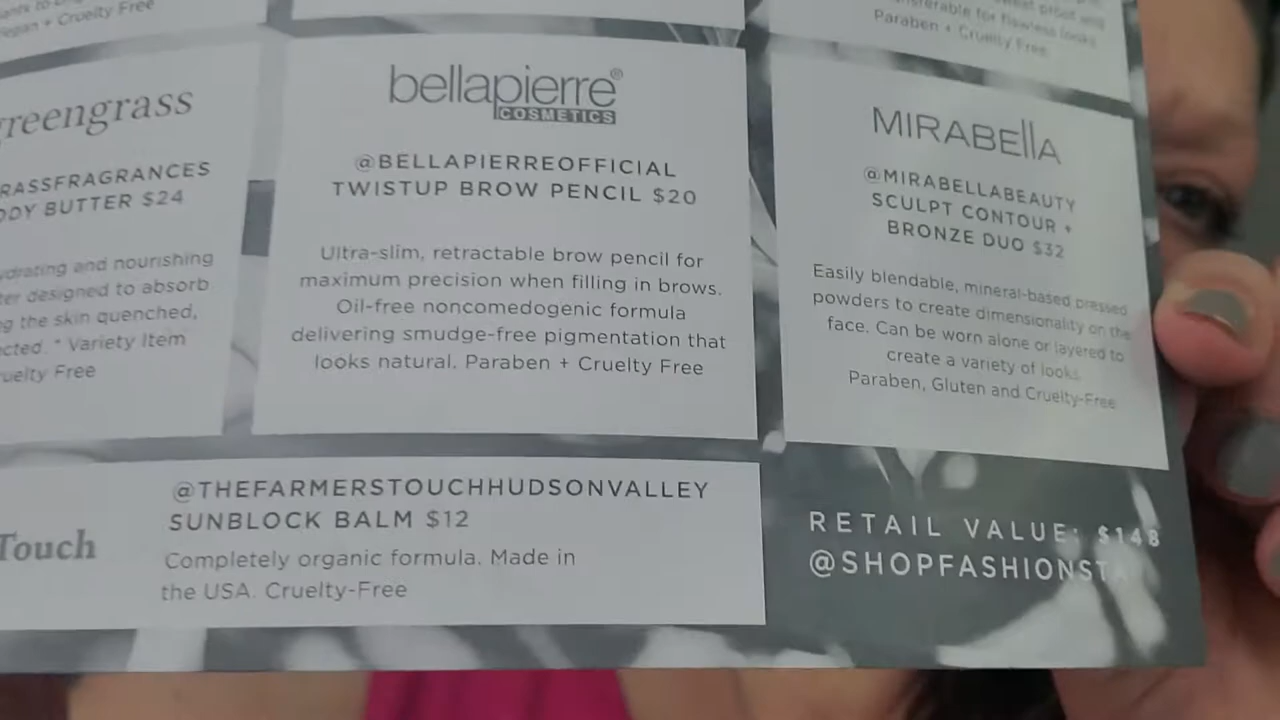 Cruelty Free
Paraben + Cruelty Free
greengrass
RASSFRAGRANCES
BUTTER $24
and nourishing
designed to absorb
the skin quenched,
* Variety Item
Free
bellapierre®
COSMETICS
@BELLAPIERREOFFICIAL
TWISTUP BROW PENCIL $20
Ultra-slim, retractable brow pencil for
maximum precision when filling in brows.
Oil-free noncomedogenic formula
delivering smudge-free pigmentation that
looks natural. Paraben + Cruelty Free
MIRABElla
@MIRABELLABEAUTY
SCULPT CONTOUR +
BRONZE DUO $32
Easily blendable, mineral-based pressed
powders to create dimensionality on the
face. Can be worn alone or layered to
create a variety of looks.
Paraben, Gluten and Cruelty-Free
Touch
@THEFARMERSTOUCHHUDSONVALLEY
SUNBLOCK BALM $12
Completely organic formula. Made in
the USA. Cruelty-Free
RETAIL VALUE: $148
@SHOPFASHIONST